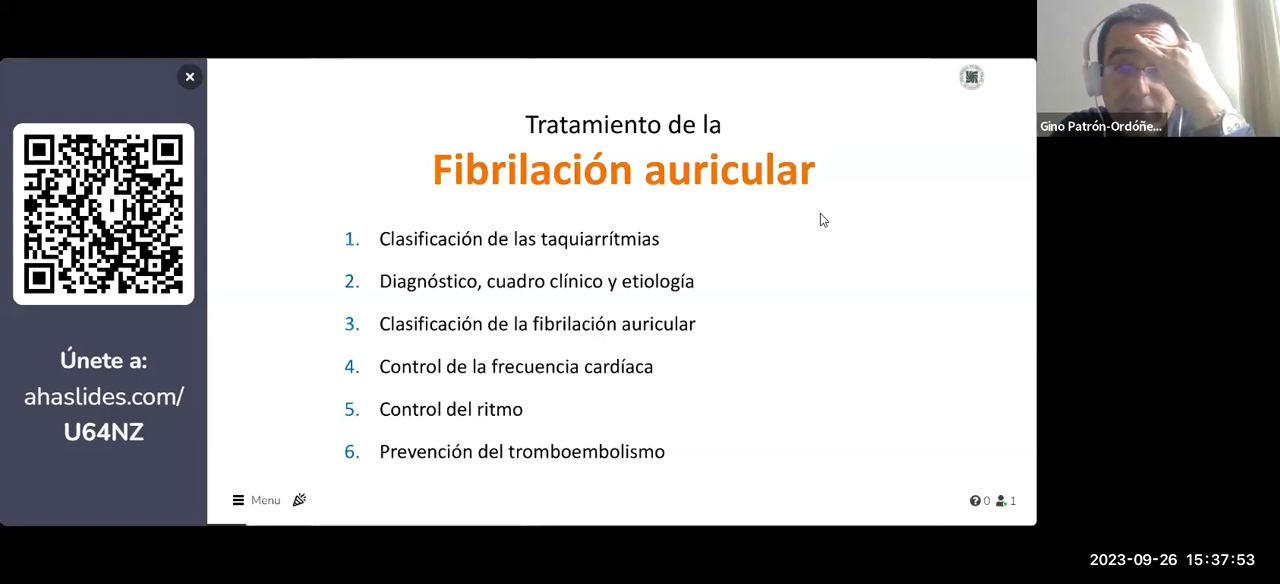 Tratamiento de la
Fibrilación auricular
1. Clasificación de las taquiarrítmias
2. Diagnóstico, cuadro clínico y etiología
3. Clasificación de la fibrilación auricular
4. Control de la frecuencia cardíaca
5. Control del ritmo
6. Prevención del tromboembolismo
Únete a:
ahaslides.com/
U64NZ
Menu
0 1
Gino Patrón-Ordóñe...
2023-09-26 15:37:53